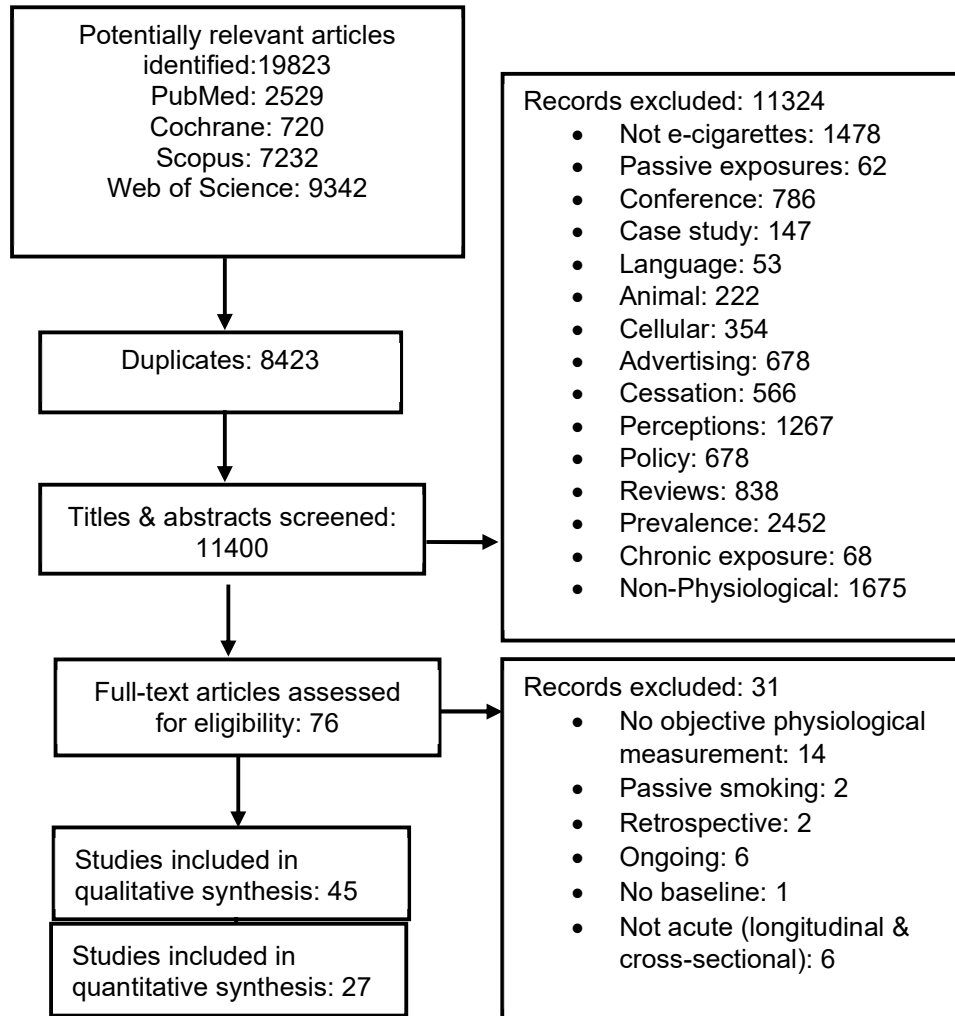 Potentially relevant articles
identified:19823
PubMed: 2529
Cochrane: 720
Scopus: 7232
Web of Science: 9342
Duplicates: 8423
Titles & abstracts screened:
11400
Records excluded: 11324
• Not e-cigarettes: 1478
• Passive exposures: 62
• Conference: 786
• Case study: 147
• Language: 53
• Animal: 222
• Cellular: 354
• Advertising: 678
• Cessation: 566
• Perceptions: 1267
• Policy: 678
• Reviews: 838
• Prevalence: 2452
• Chronic exposure: 68
• Non-Physiological: 1675
Full-text articles assessed
for eligibility: 76
Records excluded: 31
• No objective physiological
measurement: 14
• Passive smoking: 2
• Retrospective: 2
• Ongoing: 6
• No baseline: 1
• Not acute (longitudinal &
cross-sectional): 6
Studies included in
qualitative synthesis: 45
Studies included in
quantitative synthesis: 27